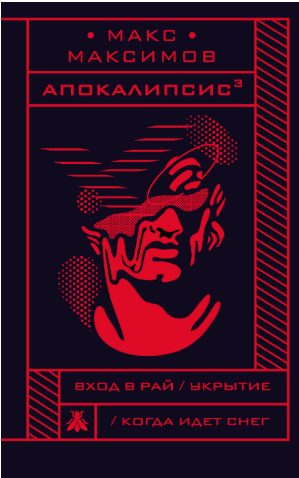 • МАКС •
МАКСИМОВ
АПОКАЛИПСИС³
ВХОД В РАЙ / УКРЫТИЕ
/ КОГДА ИДЕТ СНЕГ